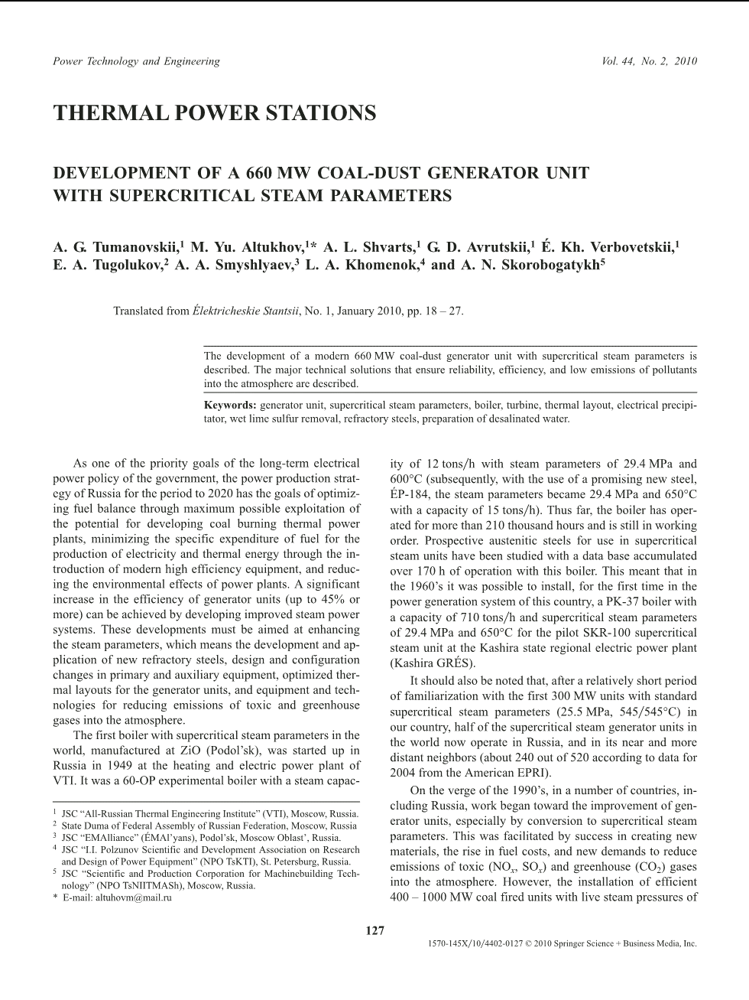 Power Technology and Engineering
Vol. 44, No. 2, 2010
THERMAL POWER STATIONS
DEVELOPMENT OF A 660 MW COAL-DUST GENERATOR UNIT
WITH SUPERCRITICAL STEAM PARAMETERS
A. G. Tumanovskii,1 M. Yu. Altukhov,1* A. L. Shvarts,1 G. D. Avrutskii,1 É. Kh. Verbovetskii,1
E. A. Tugolukov,2 A. A. Smyshlyaev,3 L. A. Khomenok,4 and A. N. Skorobogatykh5
Translated from Élektricheskie Stantsii, No. 1, January 2010, pp. 18 – 27.
The development of a modern 660 MW coal-dust generator unit with supercritical steam parameters is
described. The major technical solutions that ensure reliability, efficiency, and low emissions of pollutants
into the atmosphere are described.
Keywords: generator unit, supercritical steam parameters, boiler, turbine, thermal layout, electrical precipi-
tator, wet lime sulfur removal, refractory steels, preparation of desalinated water.
As one of the priority goals of the long-term electrical
power policy of the government, the power production strat-
egy of Russia for the period to 2020 has the goals of optimiz-
ing fuel balance through maximum possible exploitation of
the potential for developing coal burning thermal power
plants, minimizing the specific expenditure of fuel for the
production of electricity and thermal energy through the in-
troduction of modern high efficiency equipment, and reduc-
ing the environmental effects of power plants. A significant
increase in the efficiency of generator units (up to 45% or
more) can be achieved by developing improved steam power
systems. These developments must be aimed at enhancing
the steam parameters, which means the development and ap-
plication of new refractory steels, design and configuration
changes in primary and auxiliary equipment, optimized ther-
mal layouts for the generator units, and equipment and tech-
nologies for reducing emissions of toxic and greenhouse
gases into the atmosphere.
The first boiler with supercritical steam parameters in the
world, manufactured at ZiO (Podol'sk), was started up in
Russia in 1949 at the heating and electric power plant of
VTI. It was a 60-OP experimental boiler with a steam capac-
1 JSC “All-Russian Thermal Engineering Institute” (VTI), Moscow, Russia.
2 State Duma of Federal Assembly of Russian Federation, Moscow, Russia
3 JSC “EMAlliance” (ÉMAl'yans), Podol'sk, Moscow Oblast', Russia.
4 JSC “I.I. Polzunov Scientific and Development Association on Research
and Design of Power Equipment” (NPO TsKTI), St. Petersburg, Russia.
5 JSC “Scientific and Production Corporation for Machinebuilding Tech-
nology” (NPO TsNIITMASh), Moscow, Russia.
* E-mail: altuhovm@mail.ru
ity of 12 tons/h with steam parameters of 29.4 MPa and
600°C (subsequently, with the use of a promising new steel,
ÉP-184, the steam parameters became 29.4 MPa and 650°C
with a capacity of 15 tons/h). Thus far, the boiler has oper-
ated for more than 210 thousand hours and is still in working
order. Prospective austenitic steels for use in supercritical
steam units have been studied with a data base accumulated
over 170 h of operation with this boiler. This meant that in
the 1960's it was possible to install, for the first time in the
power generation system of this country, a PK-37 boiler with
a capacity of 710 tons/h and supercritical steam parameters
of 29.4 MPa and 650°C for the pilot SKR-100 supercritical
steam unit at the Kashira state regional electric power plant
(Kashira GRÉS).
It should also be noted that, after a relatively short period
of familiarization with the first 300 MW units with standard
supercritical steam parameters (25.5 MPa, 545/545°C) in
our country, half of the supercritical steam generator units in
the world now operate in Russia, and in its near and more
distant neighbors (about 240 out of 520 according to data for
2004 from the American EPRI).
On the verge of the 1990's, in a number of countries, in-
cluding Russia, work began toward the improvement of gen-
erator units, especially by conversion to supercritical steam
parameters. This was facilitated by success in creating new
materials, the rise in fuel costs, and new demands to reduce
emissions of toxic (NOx, SOx) and greenhouse (CO2) gases
into the atmosphere. However, the installation of efficient
400 – 1000 MW coal fired units with live steam pressures of
127
1570-145X/10/4402-0127 © 2010 Springer Science + Business Media, Inc.